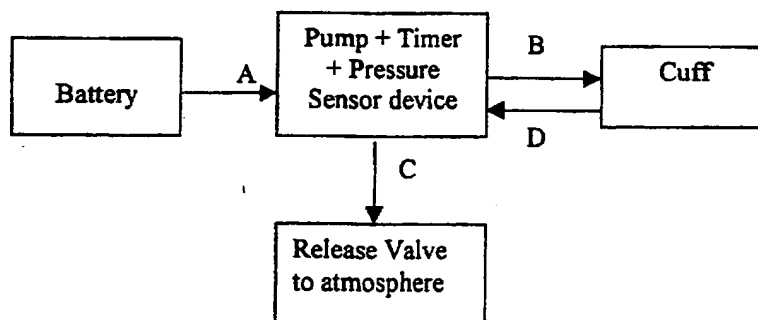 Battery
A
Pump + Timer
+ Pressure
Sensor device
B
Cuff
D
C
Release Valve
to atmosphere